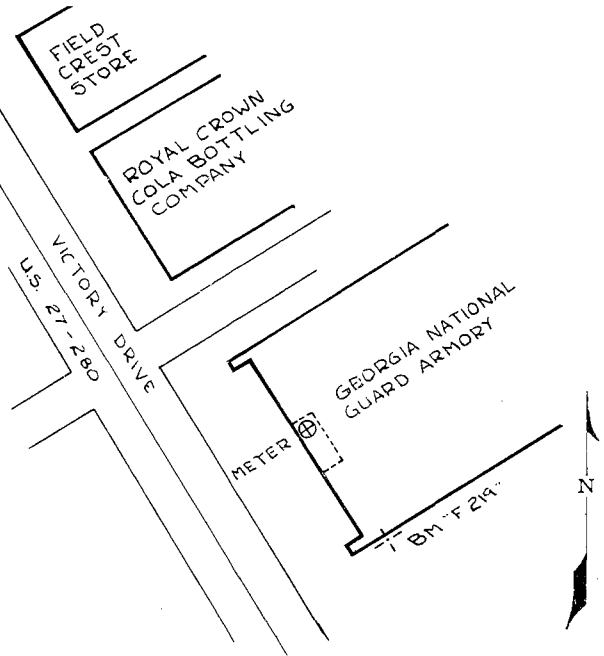 FIELD
CREST
STORE
ROYAL CROWN
COLA BOTTLING
COMPANY
VICTORY DRIVE
U.S. 27-280
GEORGIA NATIONAL
GUARD ARMORY
METER
N
BM "F 219"